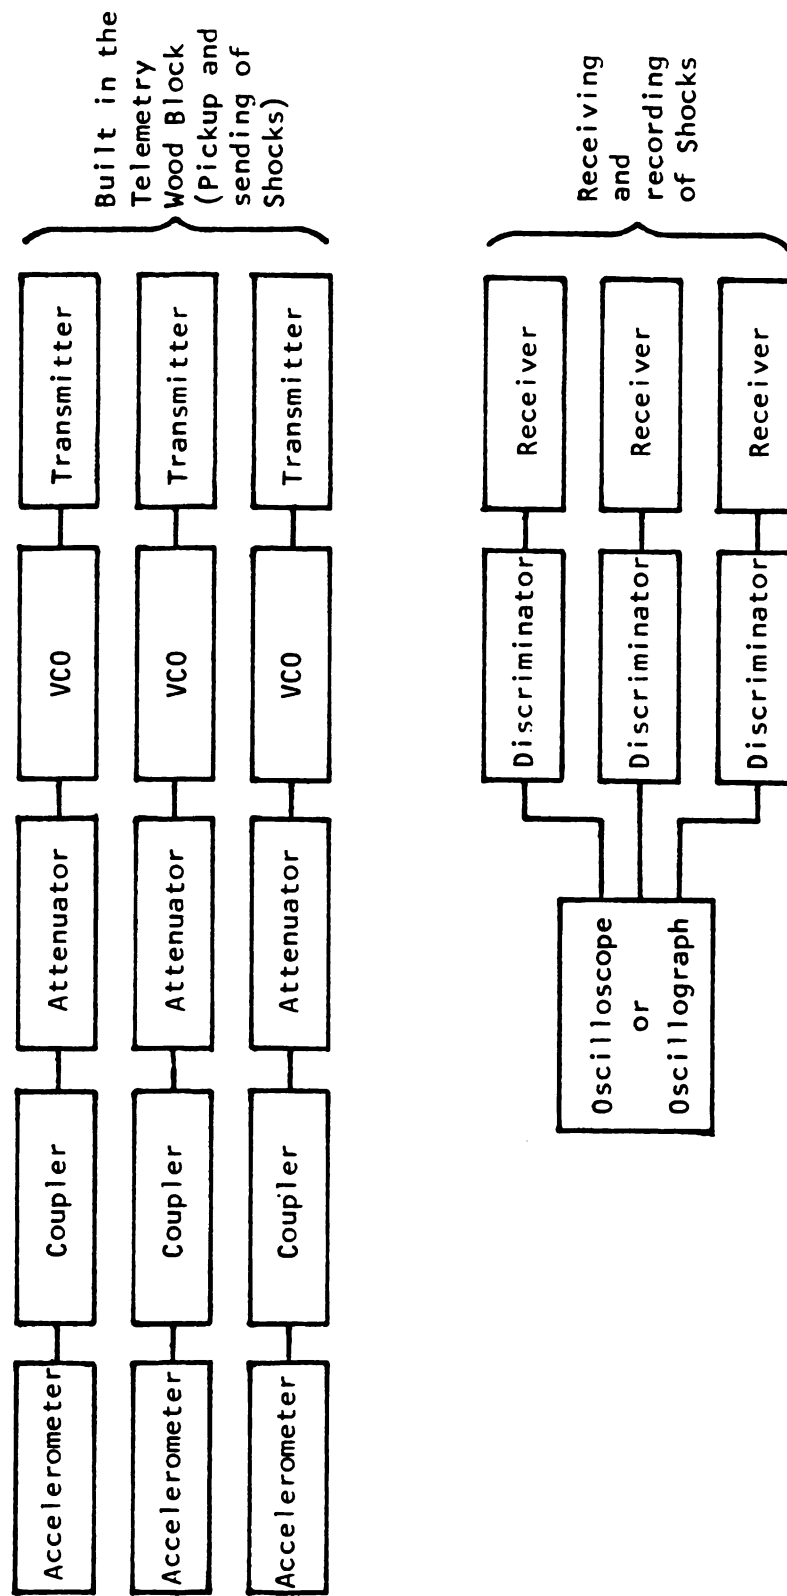 Accelerometer
Coupler
Attenuator
VCO
Transmitter
Accelerometer
Coupler
Attenuator
VCO
Transmitter
Accelerometer
Coupler
Attenuator
VCO
Transmitter
Built in the
Telemetry
Wood Block
(Pickup and
sending of
Shocks)
Oscilloscope
or
Oscillograph
Discriminator
Receiver
Discriminator
Receiver
Discriminator
Receiver
Receiving
and
recording
of Shocks